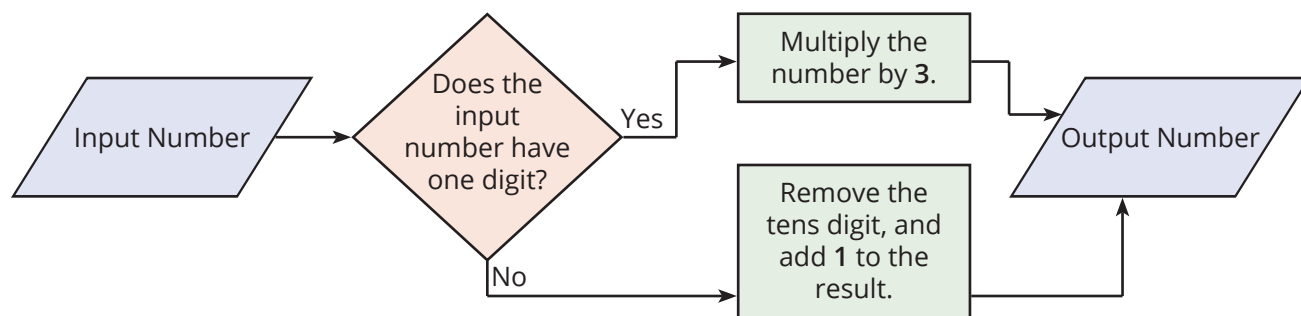 Input Number
Does the
input
number have
one digit?
Yes
No
Multiply the
number by 3.
Remove the
tens digit, and
add 1 to the
result.
Output Number